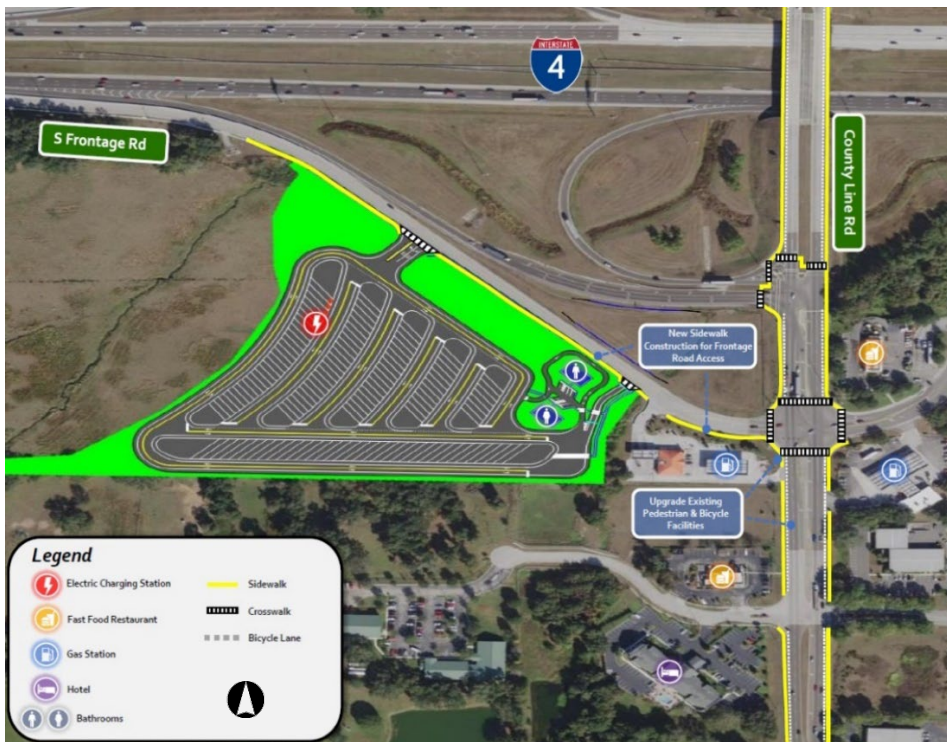 INTERSTATE
4
S Frontage Rd
County Line Rd
New Sidewalk
Construction for Frontage
Road Access
Upgrade Existing
Pedestrian & Bicycle
Facilities
Legend
Electric Charging Station
Fast Food Restaurant
Gas Station
Hotel
Bathrooms
Sidewalk
Crosswalk
Bicycle Lane